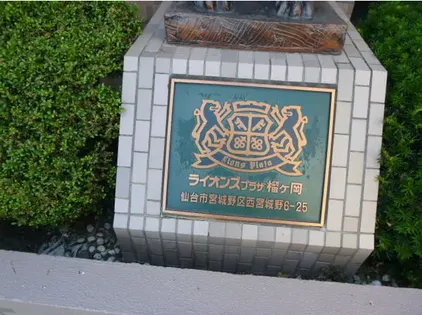 Lions Plaza
ライオンズプラザ榴ヶ岡
仙台市宮城野区西宮城野6-25